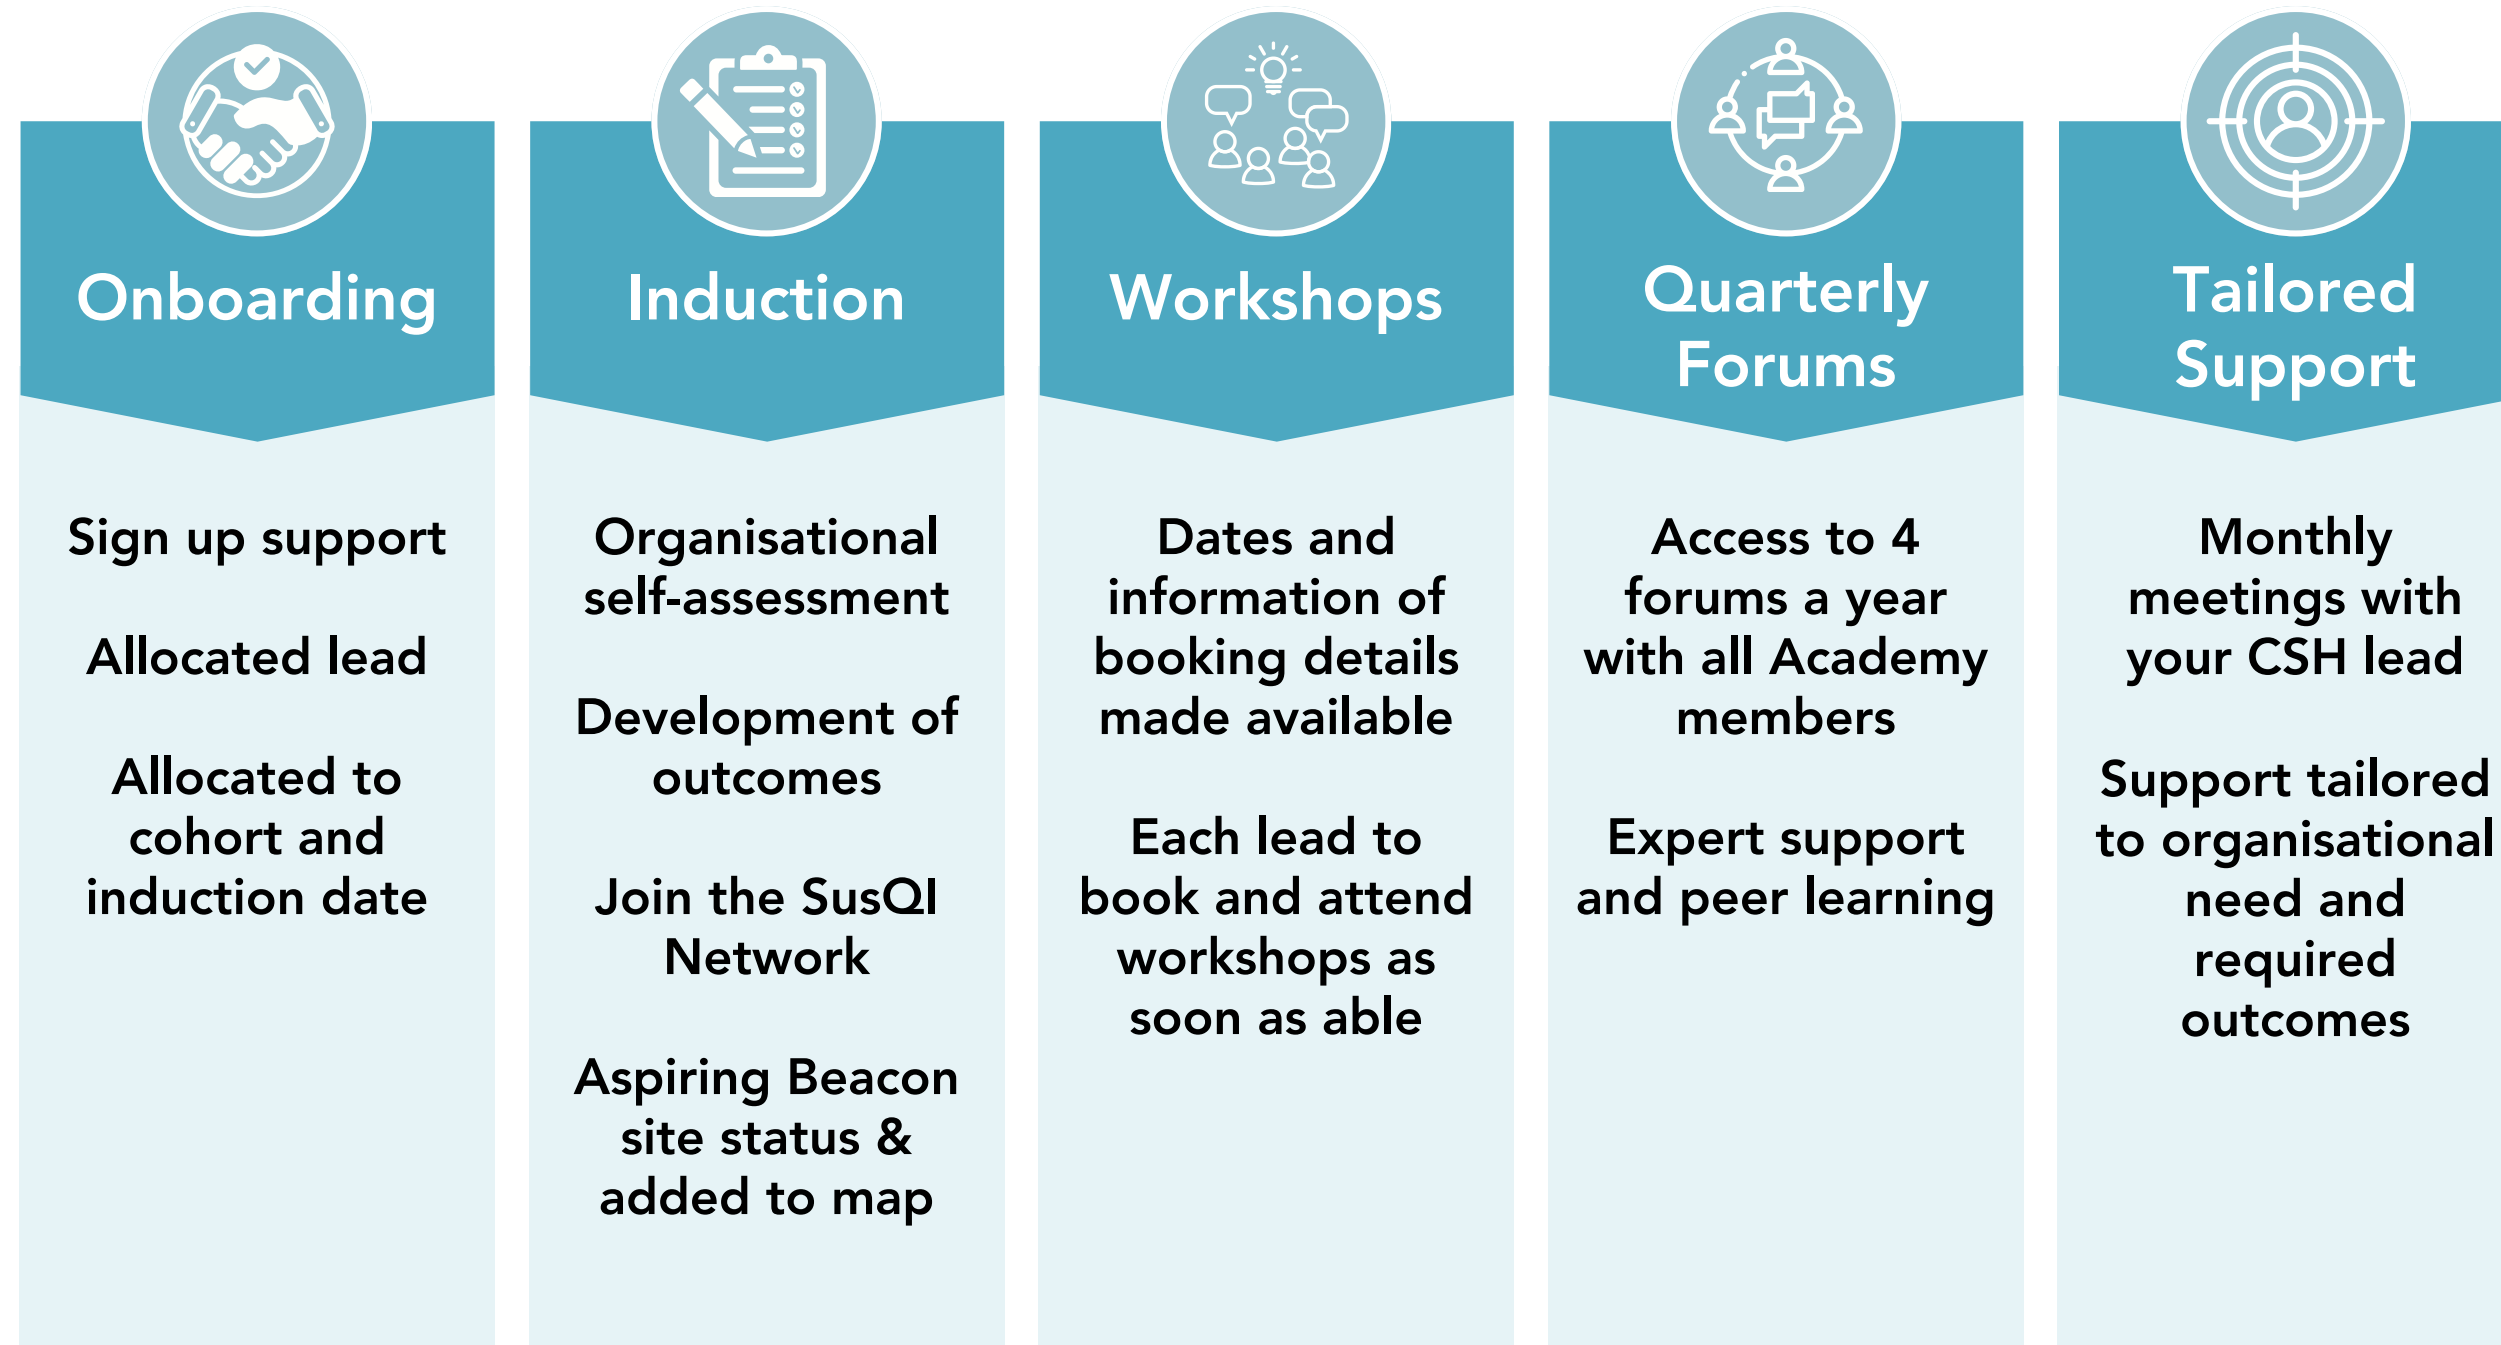 Onboarding
Sign up support
Allocated lead
Allocated to
cohort and
induction date
Induction
Organisational
self-assessment
Development of
outcomes
Join the SusQI
Network
Aspiring Beacon
site status &
added to map
Workshops
Dates and
information of
booking details
made available
Each lead to
book and attend
workshops as
soon as able
Quarterly
Forums
Access to 4
forums a year
with all Academy
members
Expert support
and peer learning
Tailored
Support
Monthly
meetings with
your CSH lead
Support tailored
to organisational
need and
required
outcomes